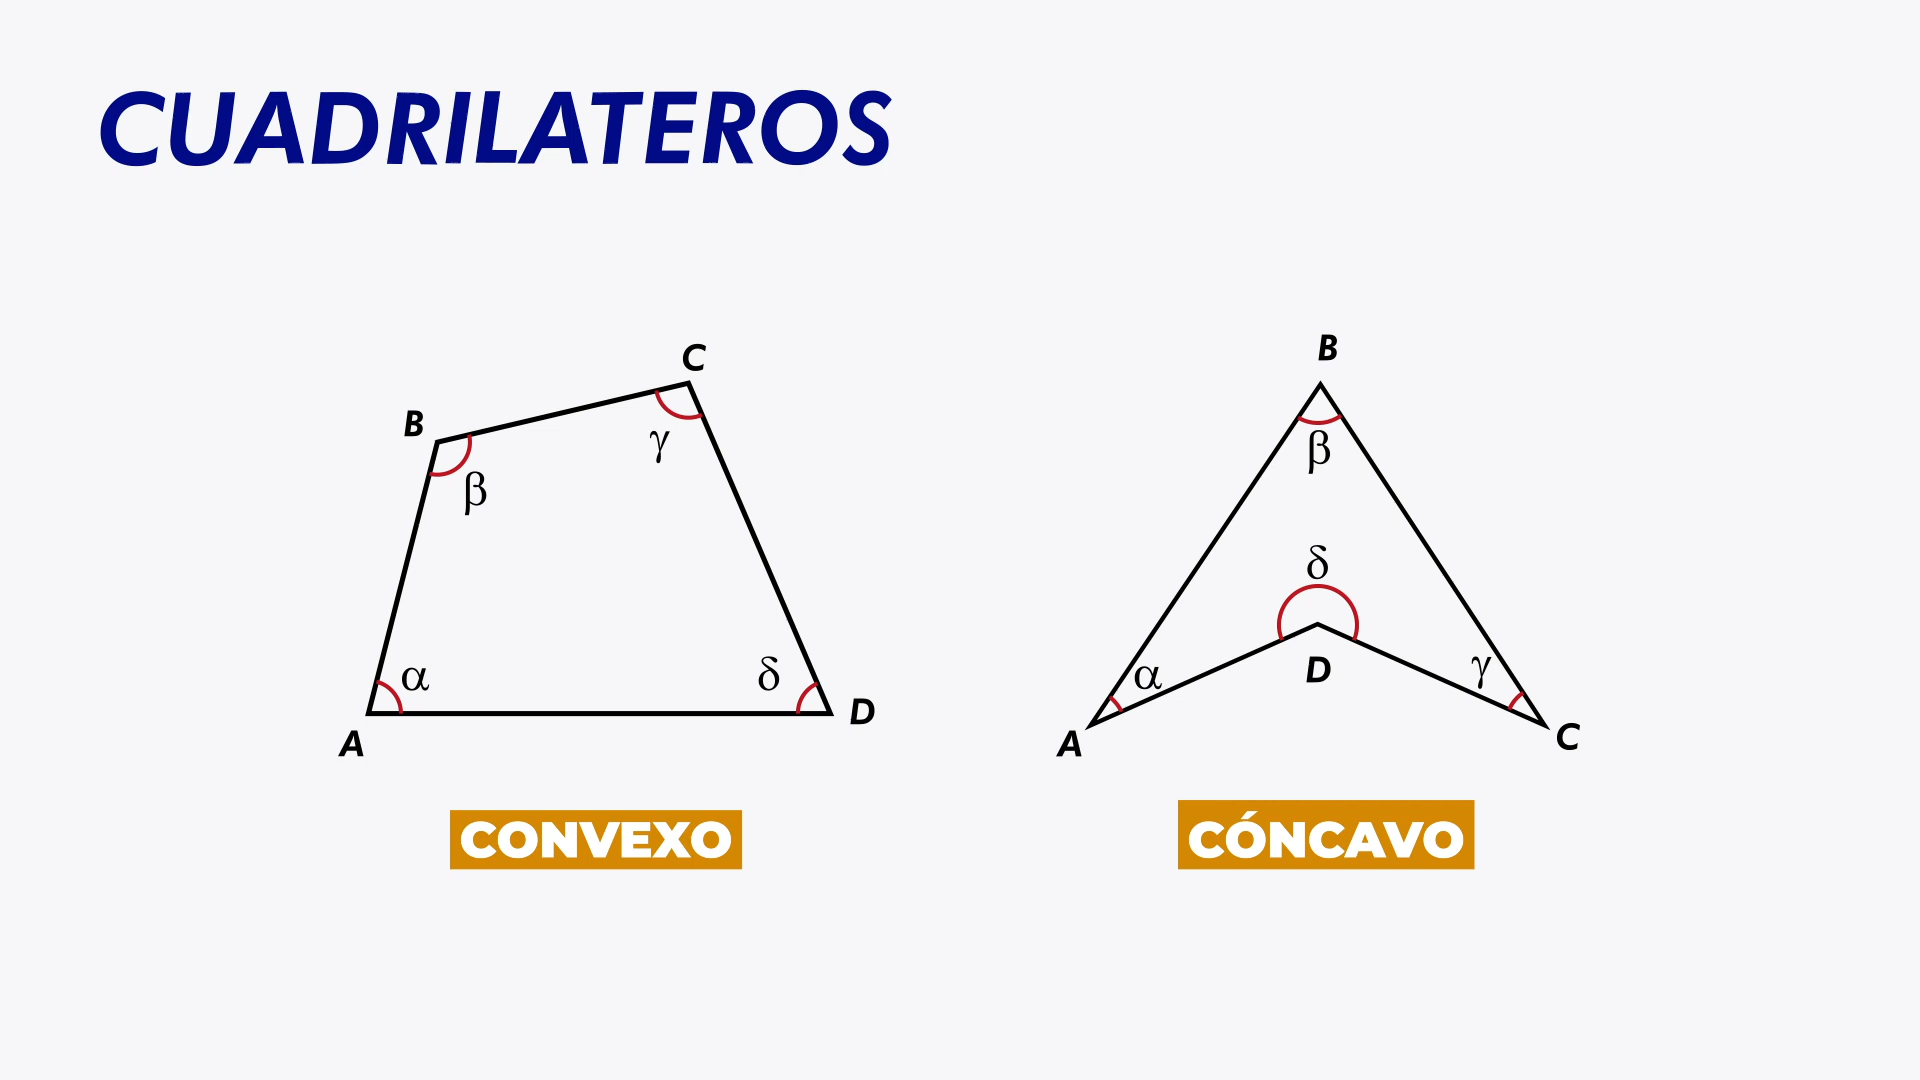 CUADRILATEROS
B
C
β
γ
α
δ
A
D
CONVEXO
B
β
δ
α
D
γ
A
C
CÓNCAVO